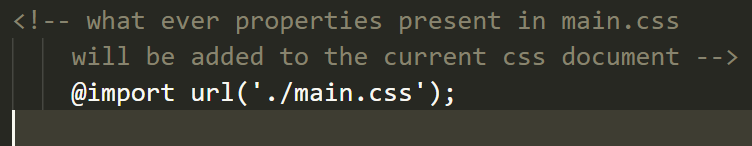 <!-- what ever properties present in main.css
will be added to the current css document -->
@import url('./main.css');